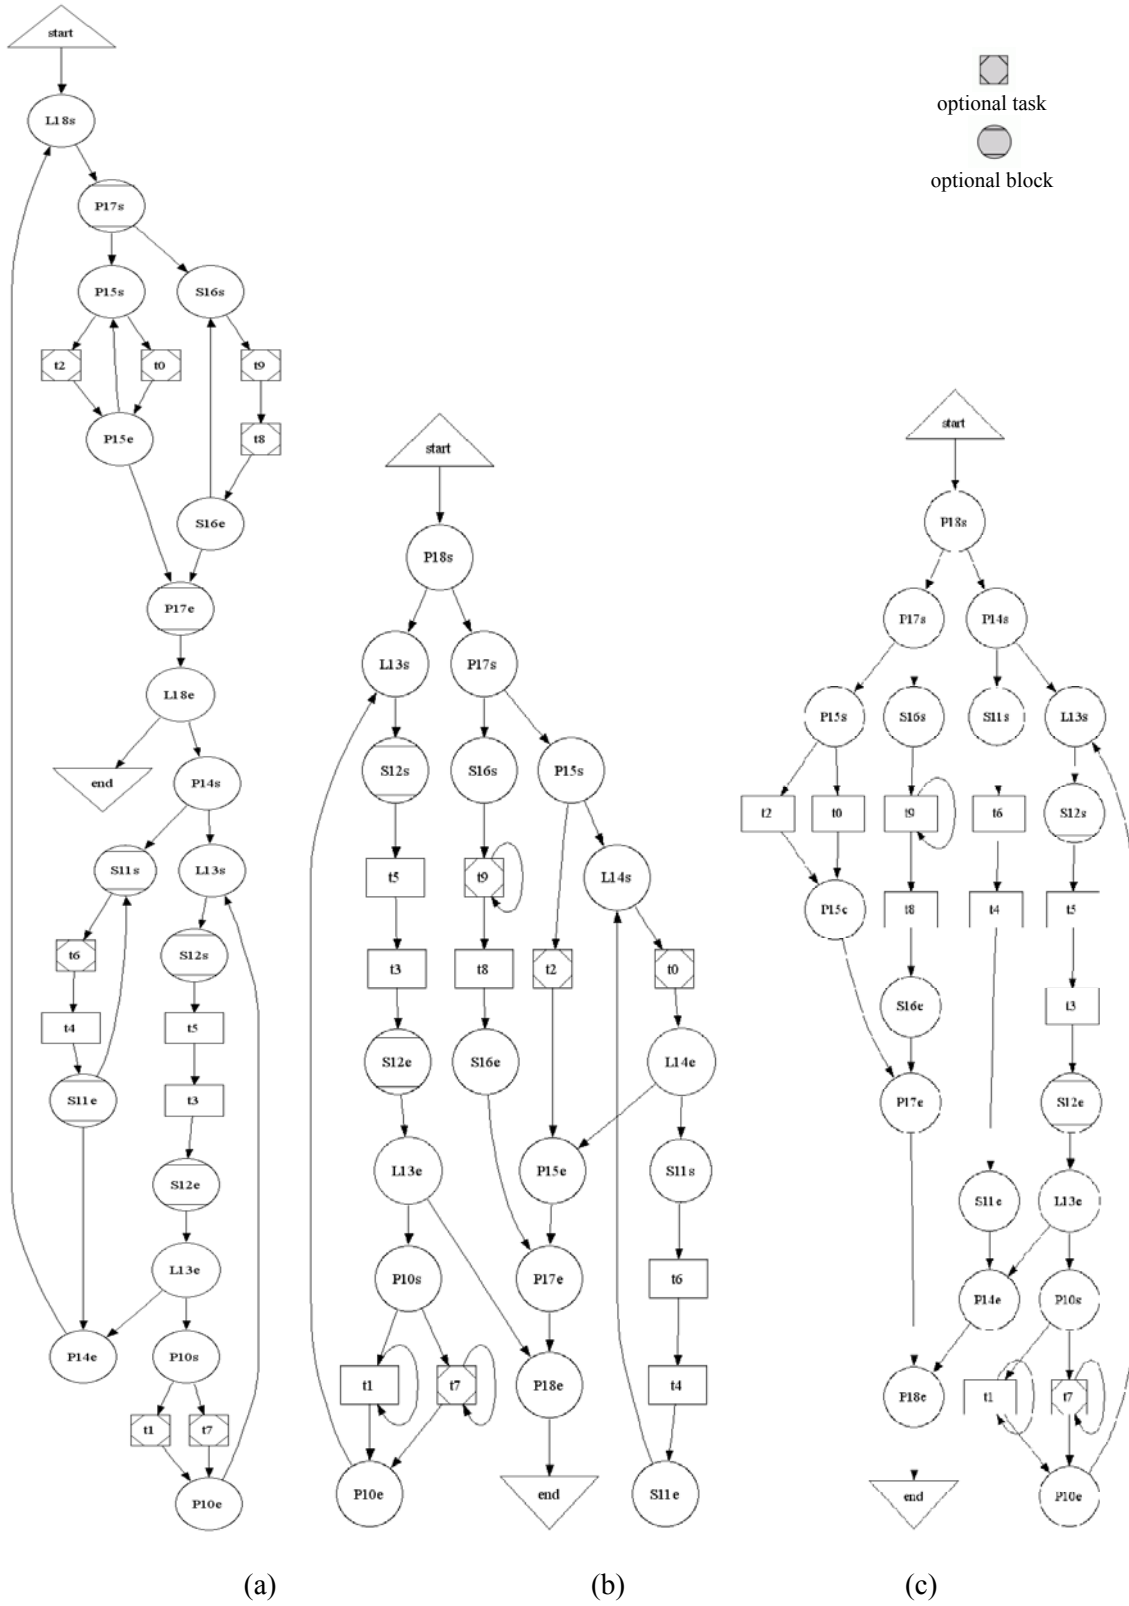 start
L18s
P17s
P15s
S16s
t2
t0
t9
P15e
t8
S16e
P17e
L18e
end
P14s
S11s
L13s
t6
S12s
t4
t5
S11e
t3
S12e
L13e
P14e
P10s
t1
t7
P10e
(a)
start
P18s
L13s
P17s
S12s
S16s
P15s
t5
t9
L14s
t3
t8
t2
t0
S12e
S16e
L14e
L13e
P15e
S11s
P10s
P17e
t6
t1
t7
P18e
t4
P10e
end
S11e
(b)
optional task
optional block
start
P18s
P17s
P14s
P15s
S16s
S11s
L13s
t2
t0
t9
t6
S12s
P15e
t8
t4
t5
S16e
t3
P17e
S12e
S11e
L13e
P14e
P10s
P18e
t1
t7
end
P10e
(c)